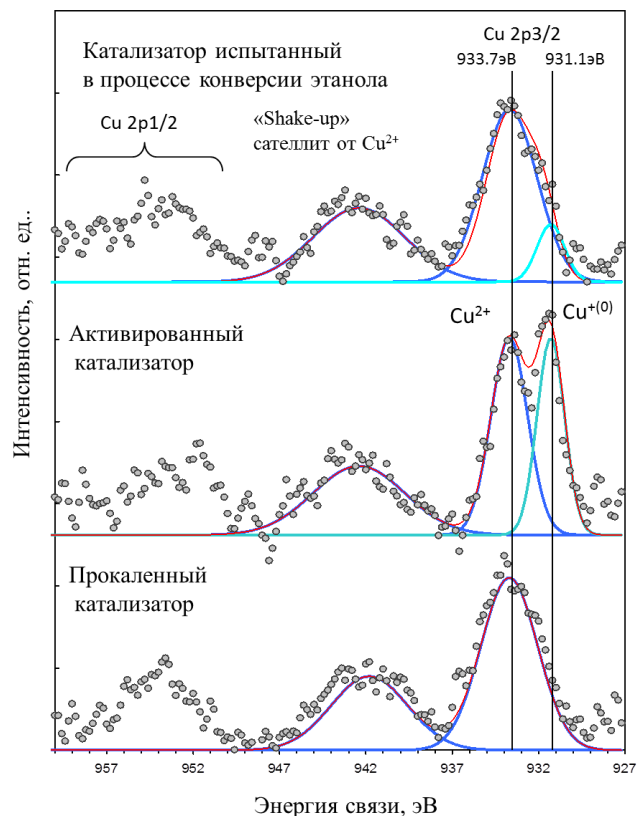 Катализатор испытанный
в процессе конверсии этанола
Cu 2p3/2
933.7эВ
931.1эВ
Cu 2p1/2
«Shake-up»
сателлит от Cu²⁺
Cu²⁺
Cu⁺⁽⁰⁾
Активированный
катализатор
Прокаленный
катализатор
Интенсивность, отн. ед..
957
952
947
942
937
932
927
Энергия связи, эВ